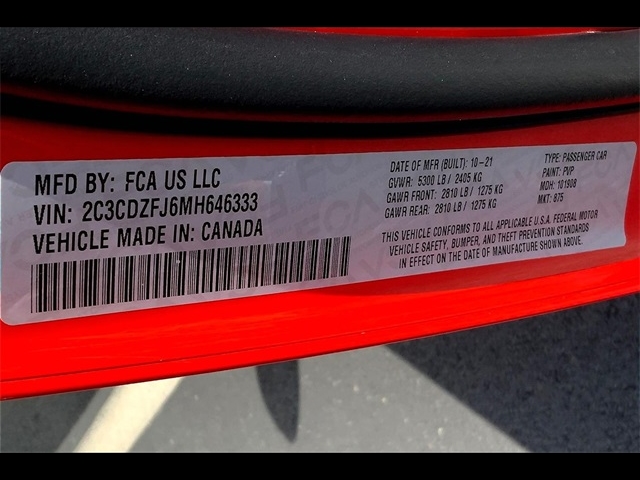 MFD BY: FCA US LLC
VIN: 2C3CDZFJ6MH646333
VEHICLE MADE IN: CANADA
DATE OF MFR (BUILT): 10-21
GVWR: 5300 LB / 2405 KG
GAWR FRONT: 2810 LB / 1275 KG
GAWR REAR: 2810 LB / 1275 KG
TYPE: PASSENGER CAR
PAINT: PVP
MDH: 101908
MKT: 875
THIS VEHICLE CONFORMS TO ALL APPLICABLE U.S.A. FEDERAL MOTOR
VEHICLE SAFETY, BUMPER, AND THEFT PREVENTION STANDARDS
IN EFFECT ON THE DATE OF MANUFACTURE SHOWN ABOVE.